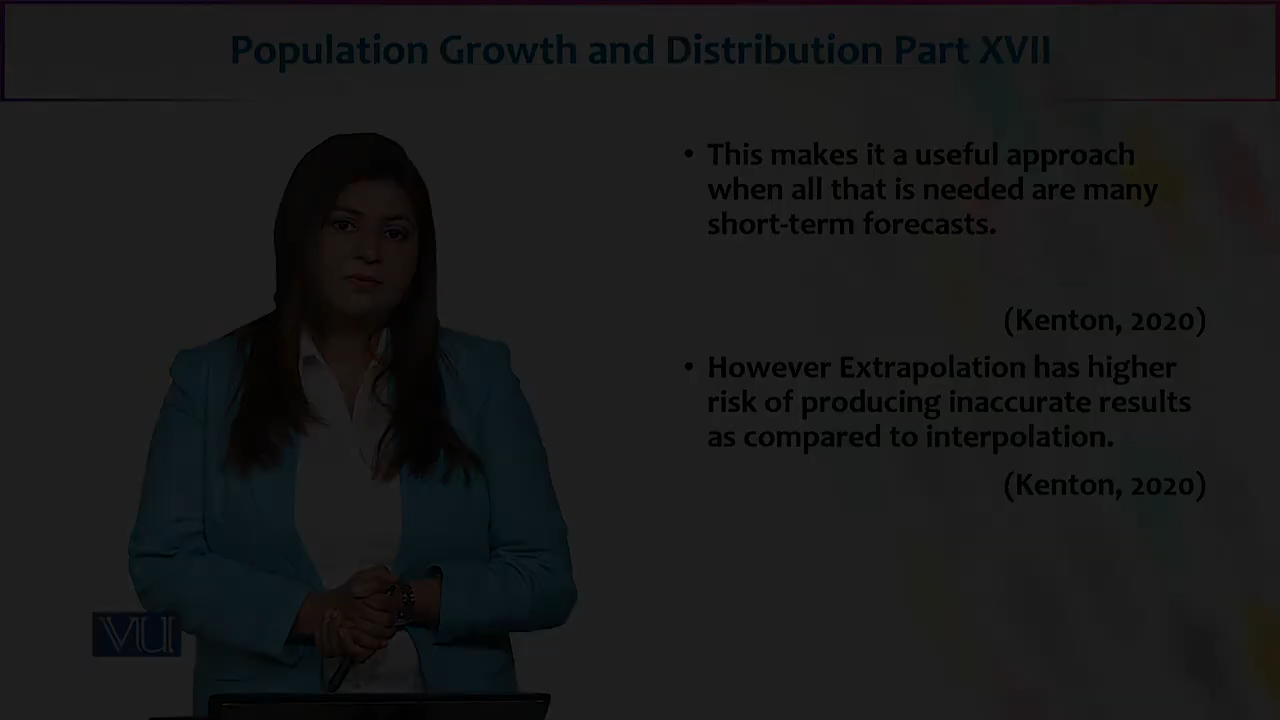 Population Growth and Distribution Part XVII
• This makes it a useful approach
when all that is needed are many
short-term forecasts.
(Kenton, 2020)
• However Extrapolation has higher
risk of producing inaccurate results
as compared to interpolation.
(Kenton, 2020)
VU